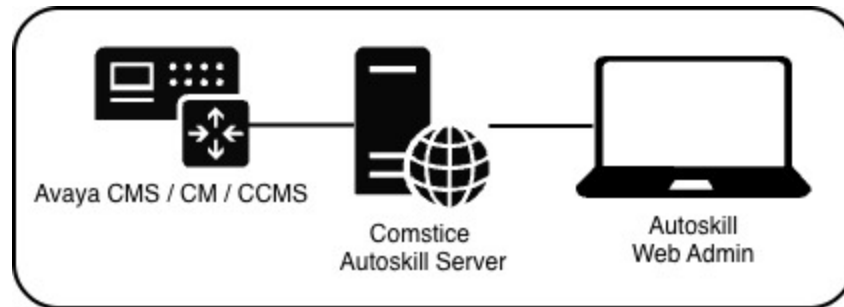 Avaya CMS / CM / CCMS
Comstice
Autoskill Server
Autoskill
Web Admin